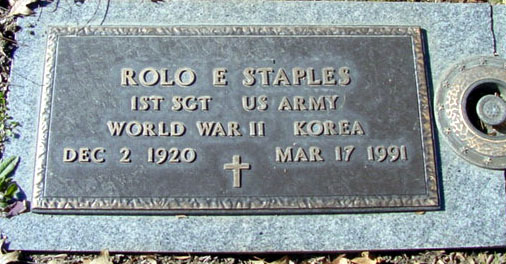 ROLO E STAPLES
1ST SGT US ARMY
WORLD WAR II KOREA
DEC 2 1920 MAR 17 1991